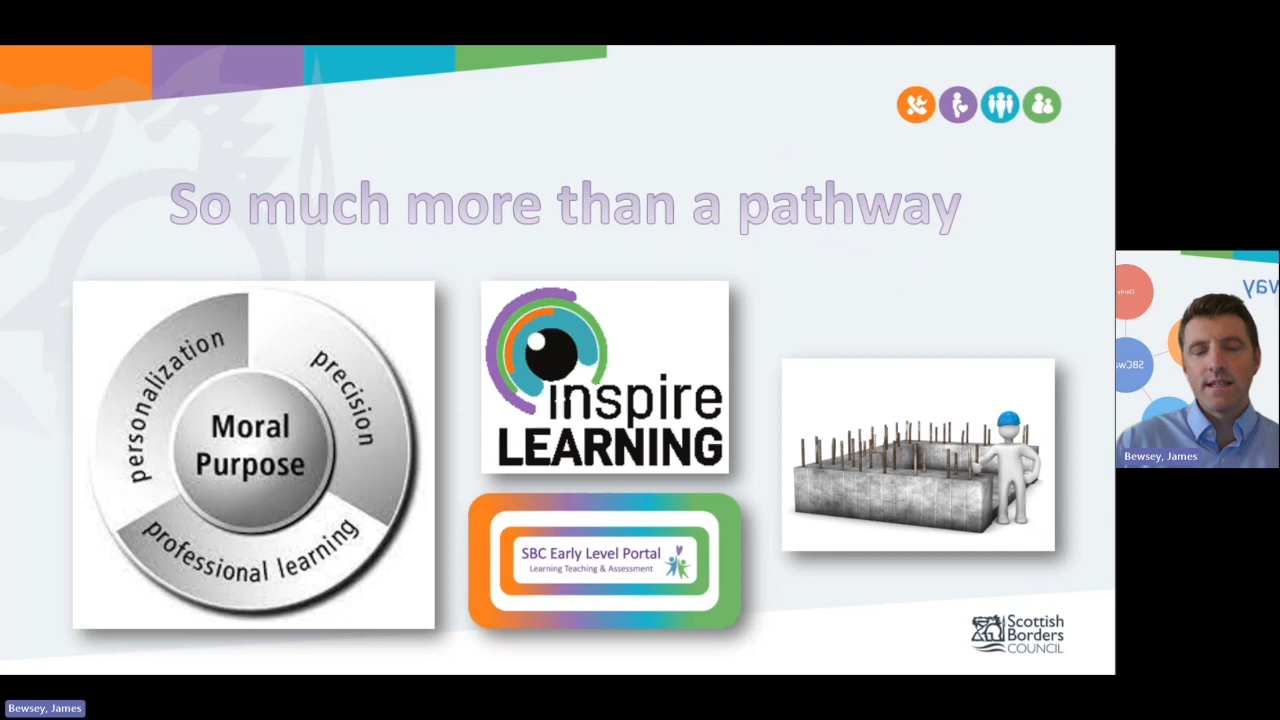 So much more than a pathway
personalization
precision
professional learning
Moral
Purpose
inspire
LEARNING
SBC Early Level Portal
Learning Teaching & Assessment
Scottish
Borders
COUNCIL
Bewsey, James
Bewsey, James